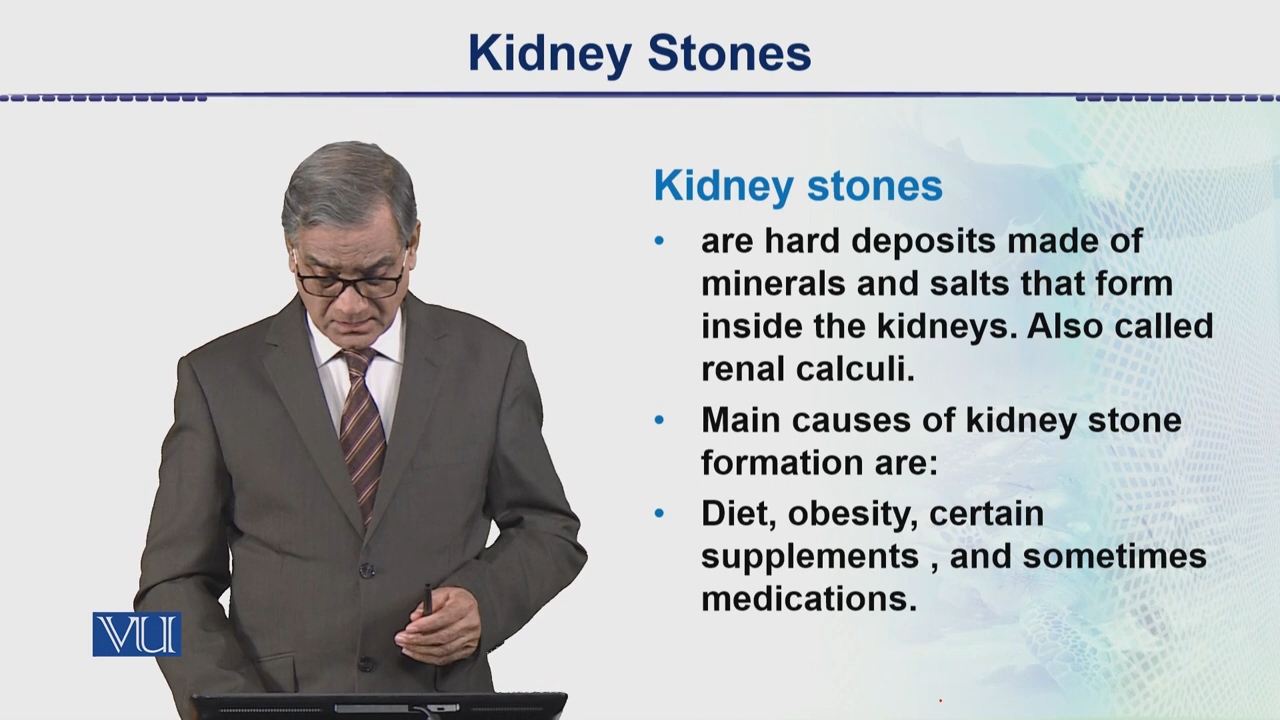 Kidney Stones
Kidney stones
• are hard deposits made of
minerals and salts that form
inside the kidneys. Also called
renal calculi.
• Main causes of kidney stone
formation are:
• Diet, obesity, certain
supplements , and sometimes
medications.
VU